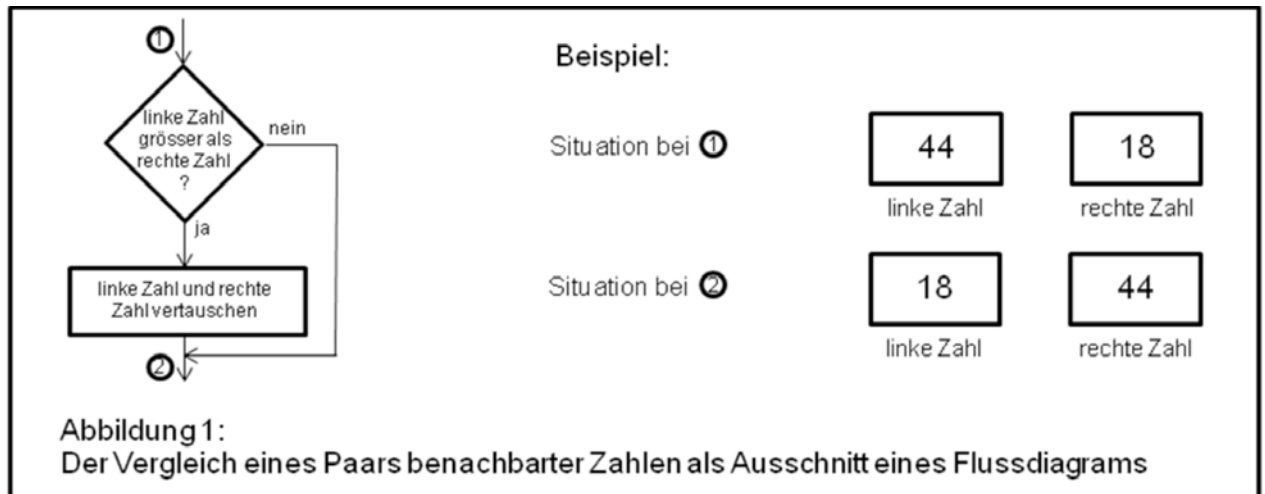 ①
linke Zahl
grösser als
rechte Zahl
?
nein
ja
linke Zahl und rechte
Zahl vertauschen
②
Beispiel:
Situation bei ①
44
18
linke Zahl
rechte Zahl
Situation bei ②
18
44
linke Zahl
rechte Zahl
Abbildung 1:
Der Vergleich eines Paars benachbarter Zahlen als Ausschnitt eines Flussdiagrams